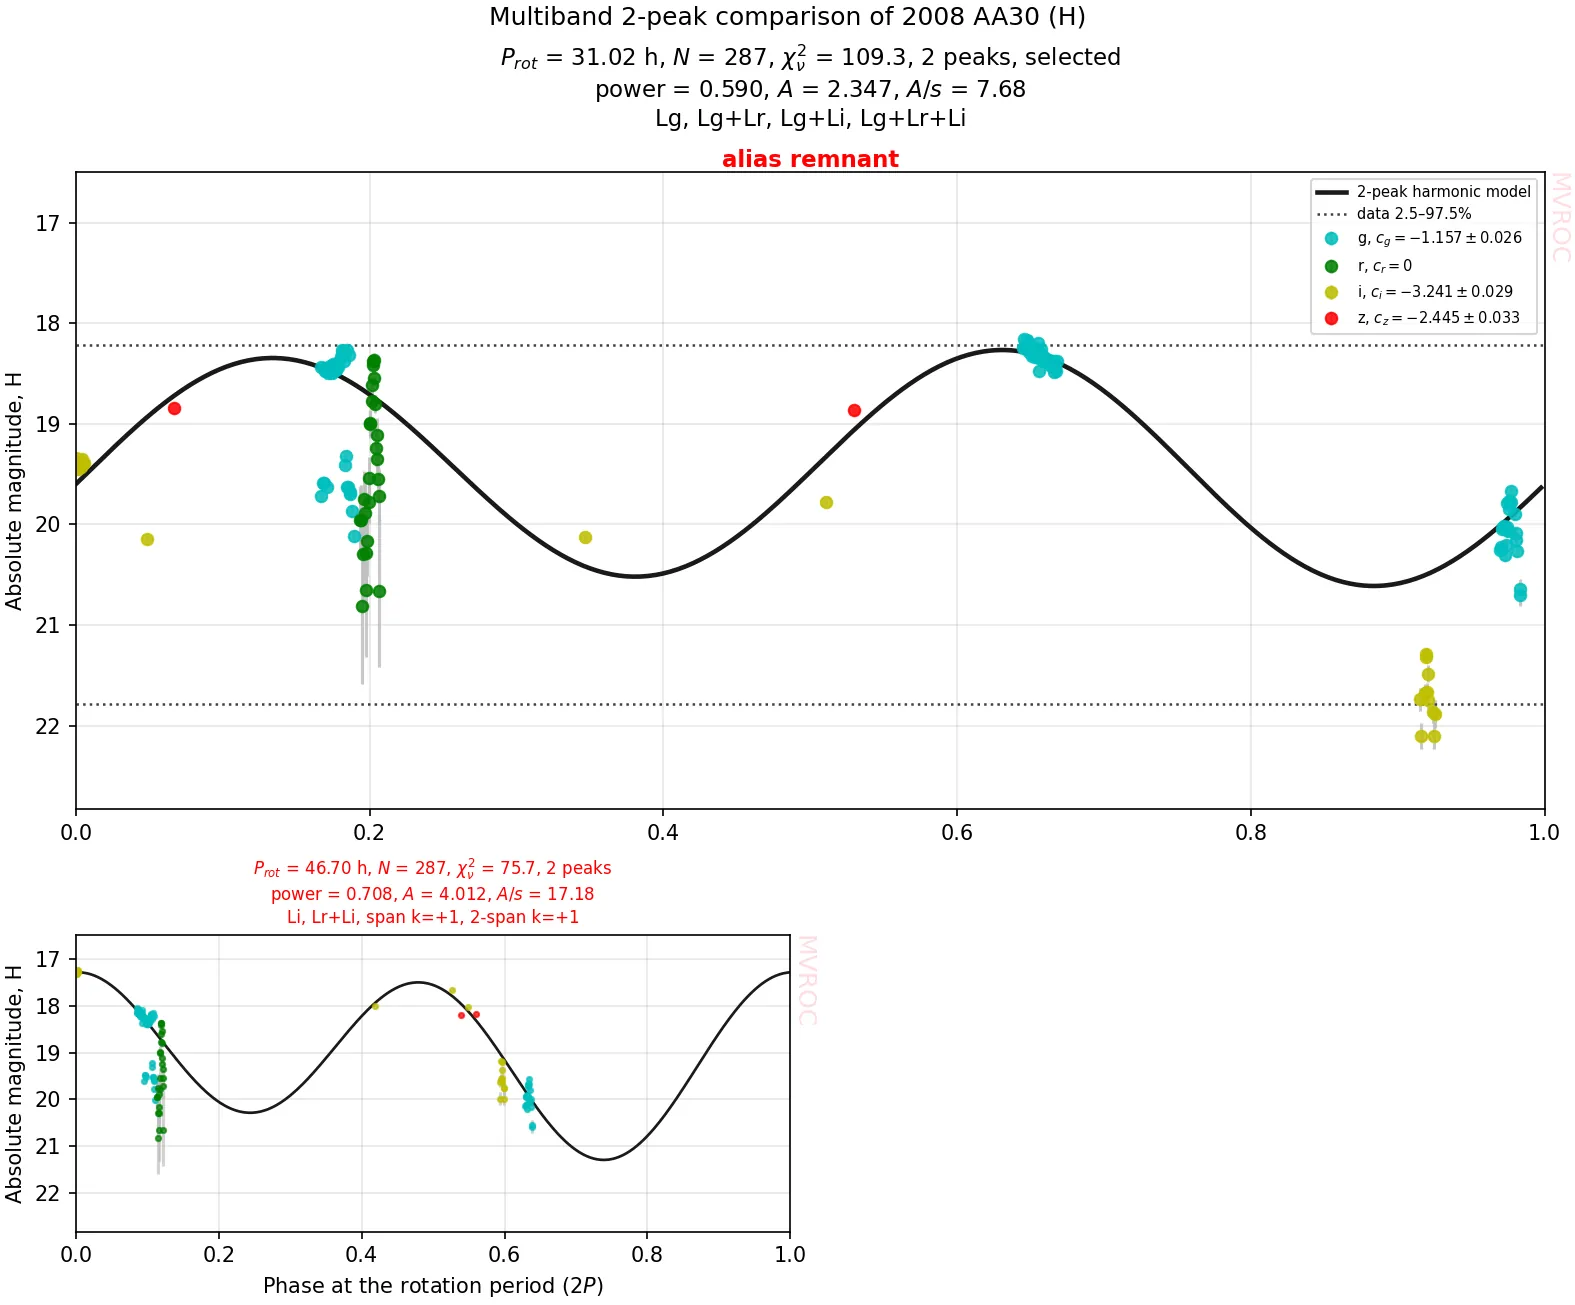 Multiband 2-peak comparison of 2008 AA30 (H)
P_rot = 31.02 h, N = 287, χ²_ν = 109.3, 2 peaks, selected
power = 0.590, A = 2.347, A/s = 7.68
Lg, Lg+Lr, Lg+Li, Lg+Lr+Li
alias remnant
17
18
19
20
21
22
Absolute magnitude, H
0.0 0.2 0.4 0.6 0.8 1.0
2-peak harmonic model
data 2.5–97.5%
g, c_g = −1.157 ± 0.026
r, c_r = 0
i, c_i = −3.241 ± 0.029
z, c_z = −2.445 ± 0.033
MVROC
P_rot = 46.70 h, N = 287, χ²_ν = 75.7, 2 peaks
power = 0.708, A = 4.012, A/s = 17.18
Li, Lr+Li, span k=+1, 2-span k=+1
17
18
19
20
21
22
Absolute magnitude, H
0.0 0.2 0.4 0.6 0.8 1.0
Phase at the rotation period (2P)
MVROC